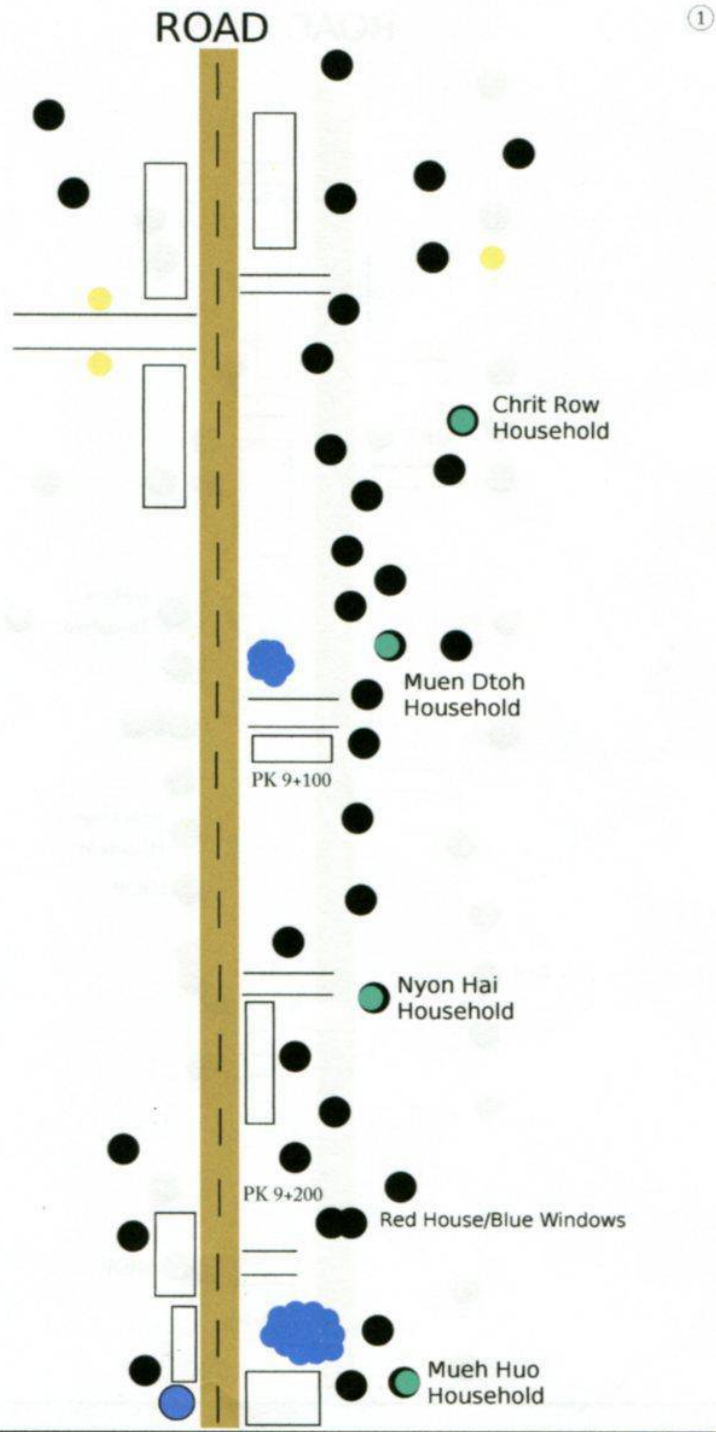 ROAD
①
Chrit Row
Household
Muen Dtoh
Household
PK 9+100
Nyon Hai
Household
PK 9+200
Red House/Blue Windows
Mueh Huo
Household